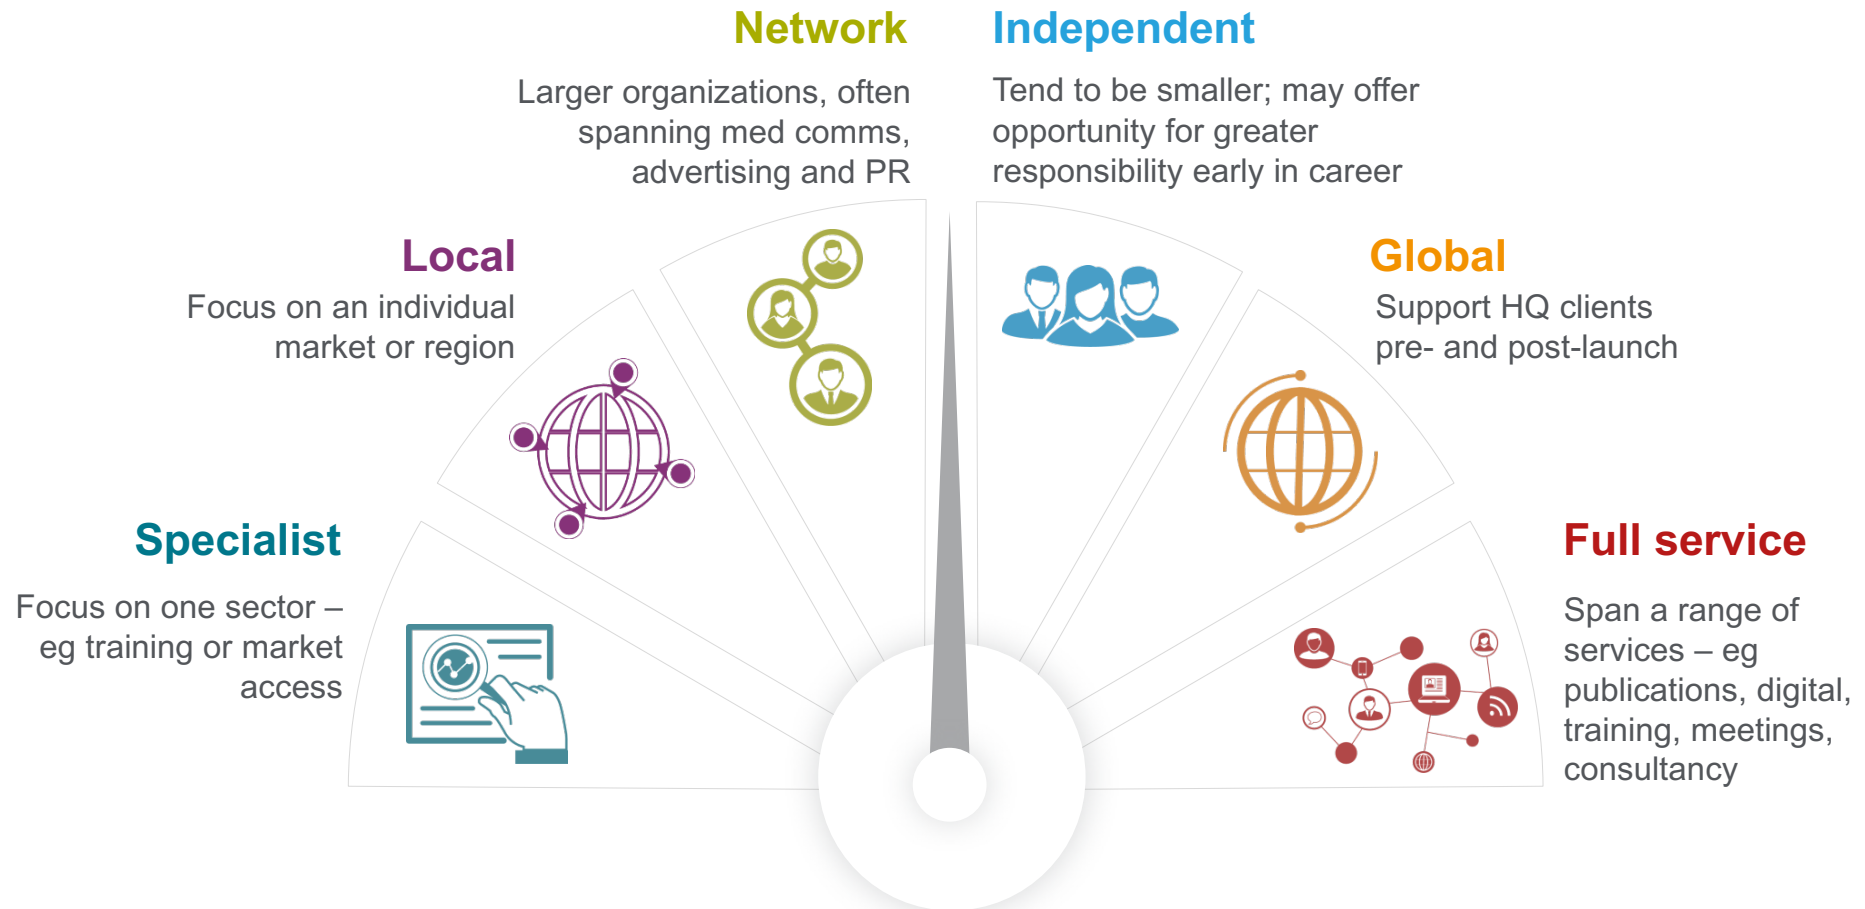 Network
Larger organizations, often
spanning med comms,
advertising and PR
Independent
Tend to be smaller; may offer
opportunity for greater
responsibility early in career
Local
Focus on an individual
market or region
Global
Support HQ clients
pre- and post-launch
Specialist
Focus on one sector –
eg training or market
access
Full service
Span a range of
services – eg
publications, digital,
training, meetings,
consultancy